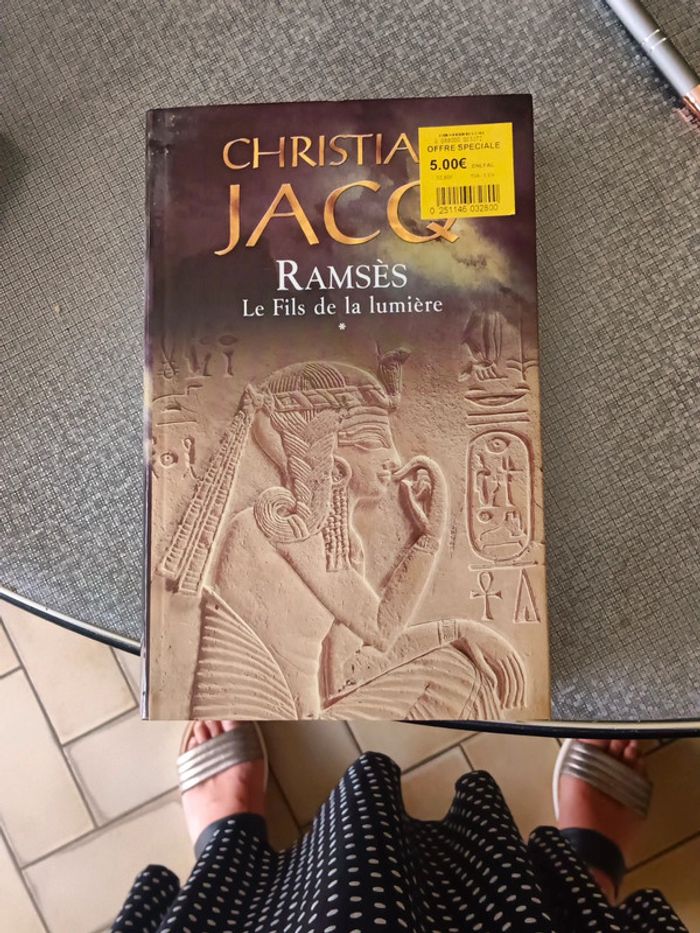 CHRISTIA
JACQ
OFFRE SPECIALE
5.00€
0 251146 032800
RAMSÈS
Le Fils de la lumière
*